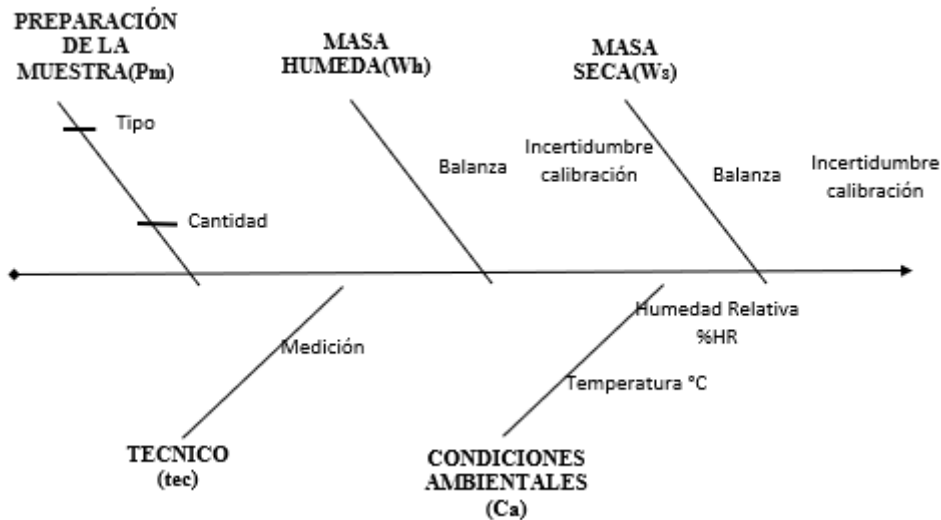 PREPARACIÓN
DE LA
MUESTRA(Pm)
MASA
HUMEDA(Wh)
MASA
SECA(Ws)
Tipo
Cantidad
Balanza
Incertidumbre
calibración
Balanza
Incertidumbre
calibración
Medición
Humedad Relativa
%HR
Temperatura °C
TECNICO
(tec)
CONDICIONES
AMBIENTALES
(Ca)